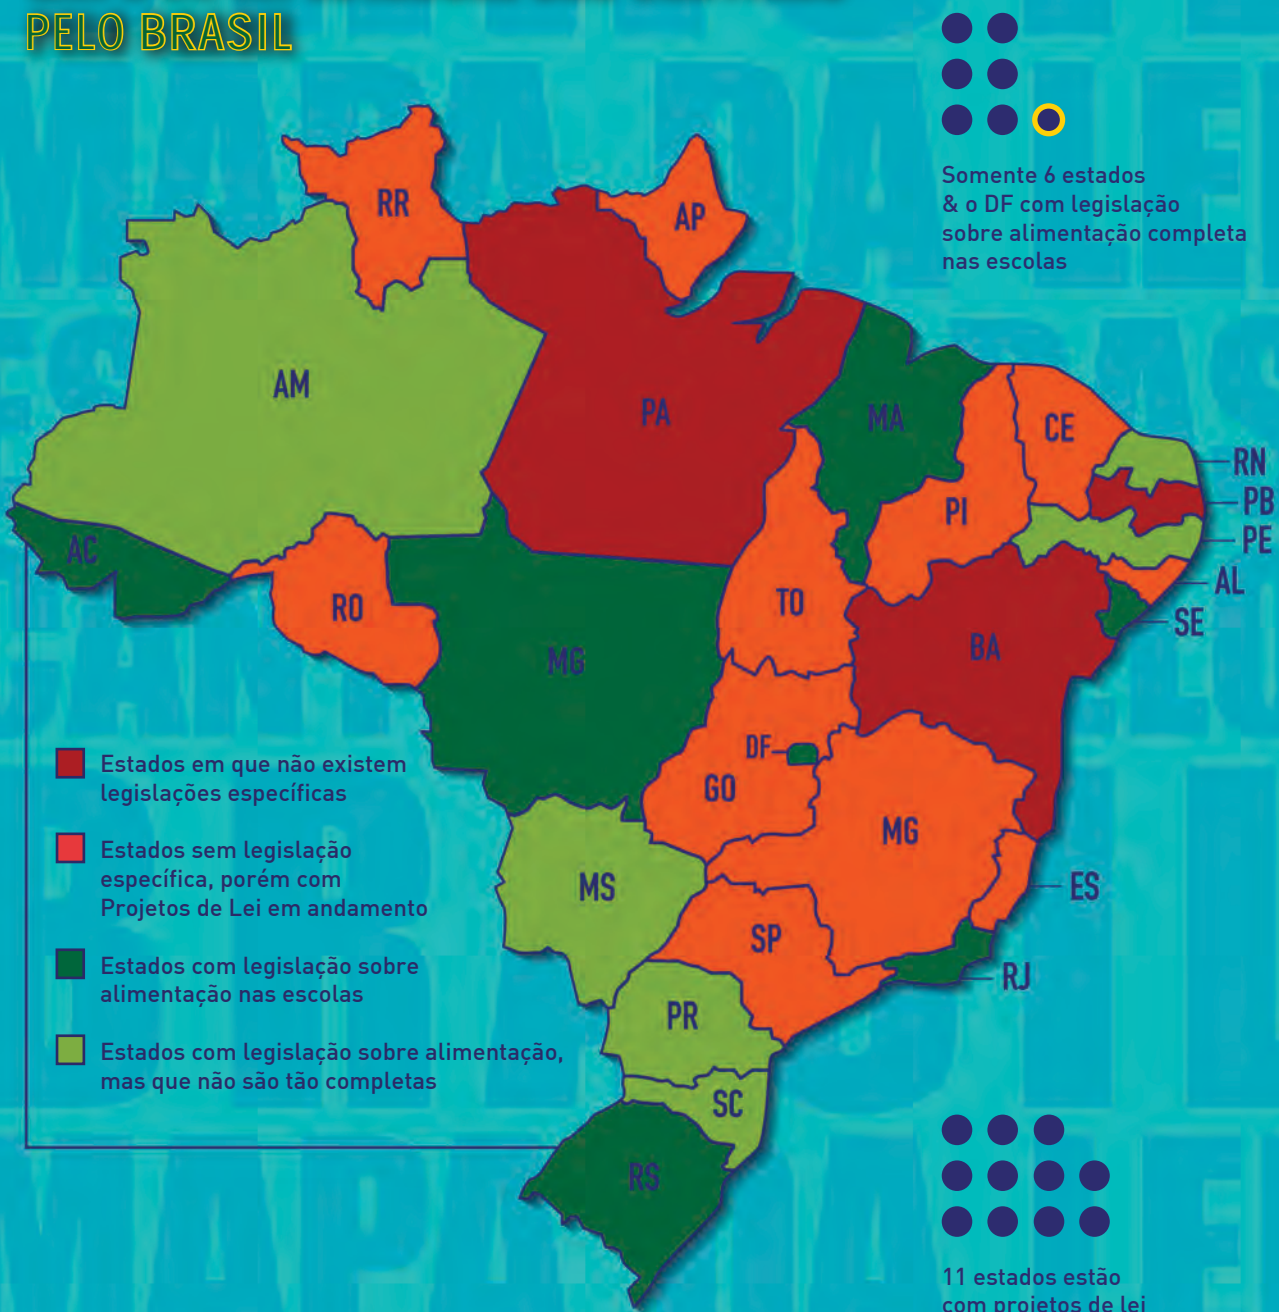 PELO BRASIL
Somente 6 estados
& o DF com legislação
sobre alimentação completa
nas escolas
RR
AP
AM
PA
MA
CE
RN
PB
PE
AL
SE
PI
AC
RO
TO
BA
MG
DF
GO
MG
ES
MS
SP
RJ
PR
SC
RS
Estados em que não existem
legislações específicas
Estados sem legislação
específica, porém com
Projetos de Lei em andamento
Estados com legislação sobre
alimentação nas escolas
Estados com legislação sobre alimentação,
mas que não são tão completas
11 estados estão
com projetos de lei